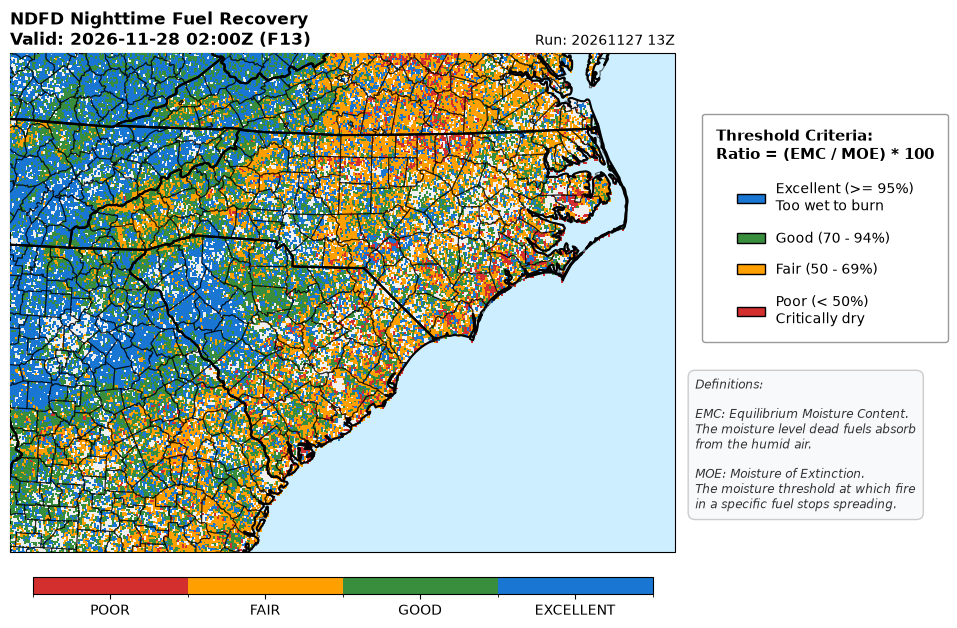 NDFD Nighttime Fuel Recovery
Valid: 2026-11-28 02:00Z (F13)
Run: 20261127 13Z
Threshold Criteria:
Ratio = (EMC / MOE) * 100
Excellent (>= 95%)
Too wet to burn
Good (70 - 94%)
Fair (50 - 69%)
Poor (< 50%)
Critically dry
Definitions:
EMC: Equilibrium Moisture Content.
The moisture level dead fuels absorb
from the humid air.
MOE: Moisture of Extinction.
The moisture threshold at which fire
in a specific fuel stops spreading.
POOR
FAIR
GOOD
EXCELLENT